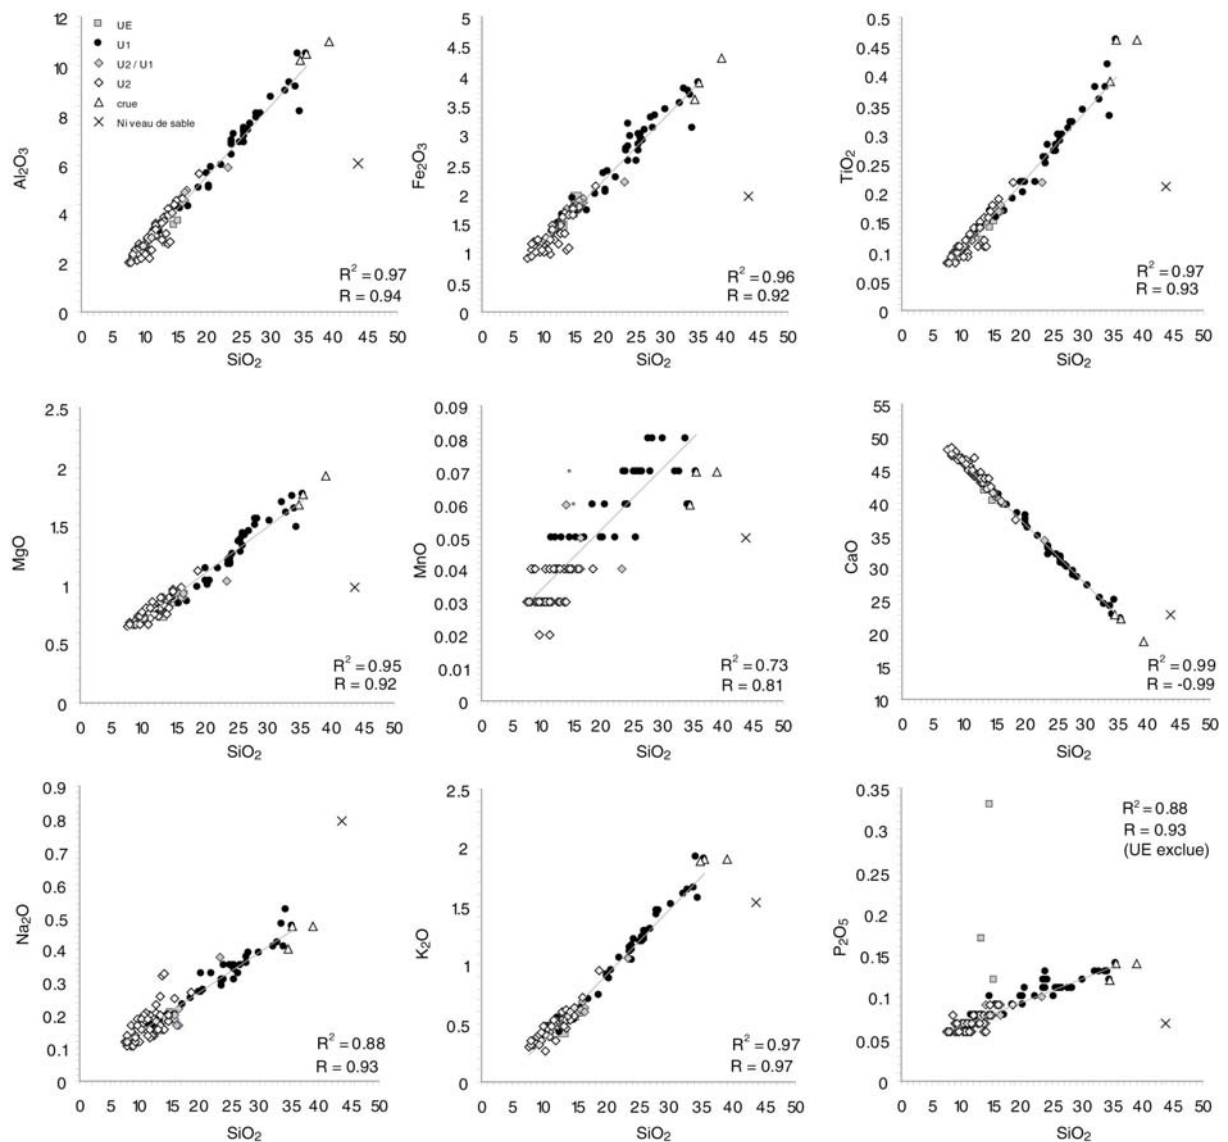 12
10
8
6
4
2
0
Al₂O₃
UE
U1
U2 / U1
U2
crue
Ni veau de sable
R² = 0.97
R = 0.94
0 5 10 15 20 25 30 35 40 45 50
SiO₂
5
4.5
4
3.5
3
2.5
2
1.5
1
0.5
0
Fe₂O₃
R² = 0.96
R = 0.92
0 5 10 15 20 25 30 35 40 45 50
SiO₂
0.5
0.45
0.4
0.35
0.3
0.25
0.2
0.15
0.1
0.05
0
TiO₂
R² = 0.97
R = 0.93
0 5 10 15 20 25 30 35 40 45 50
SiO₂
2.5
2
1.5
1
0.5
0
MgO
R² = 0.95
R = 0.92
0 5 10 15 20 25 30 35 40 45 50
SiO₂
0.09
0.08
0.07
0.06
0.05
0.04
0.03
0.02
0.01
0
MnO
R² = 0.73
R = 0.81
0 5 10 15 20 25 30 35 40 45 50
SiO₂
55
50
45
40
35
30
25
20
15
10
CaO
R² = 0.99
R = -0.99
0 5 10 15 20 25 30 35 40 45 50
SiO₂
0.9
0.8
0.7
0.6
0.5
0.4
0.3
0.2
0.1
0
Na₂O
R² = 0.88
R = 0.93
0 5 10 15 20 25 30 35 40 45 50
SiO₂
2.5
2
1.5
1
0.5
0
K₂O
R² = 0.97
R = 0.97
0 5 10 15 20 25 30 35 40 45 50
SiO₂
0.35
0.3
0.25
0.2
0.15
0.1
0.05
0
P₂O₅
R² = 0.88
R = 0.93
(UE exclue)
0 5 10 15 20 25 30 35 40 45 50
SiO₂